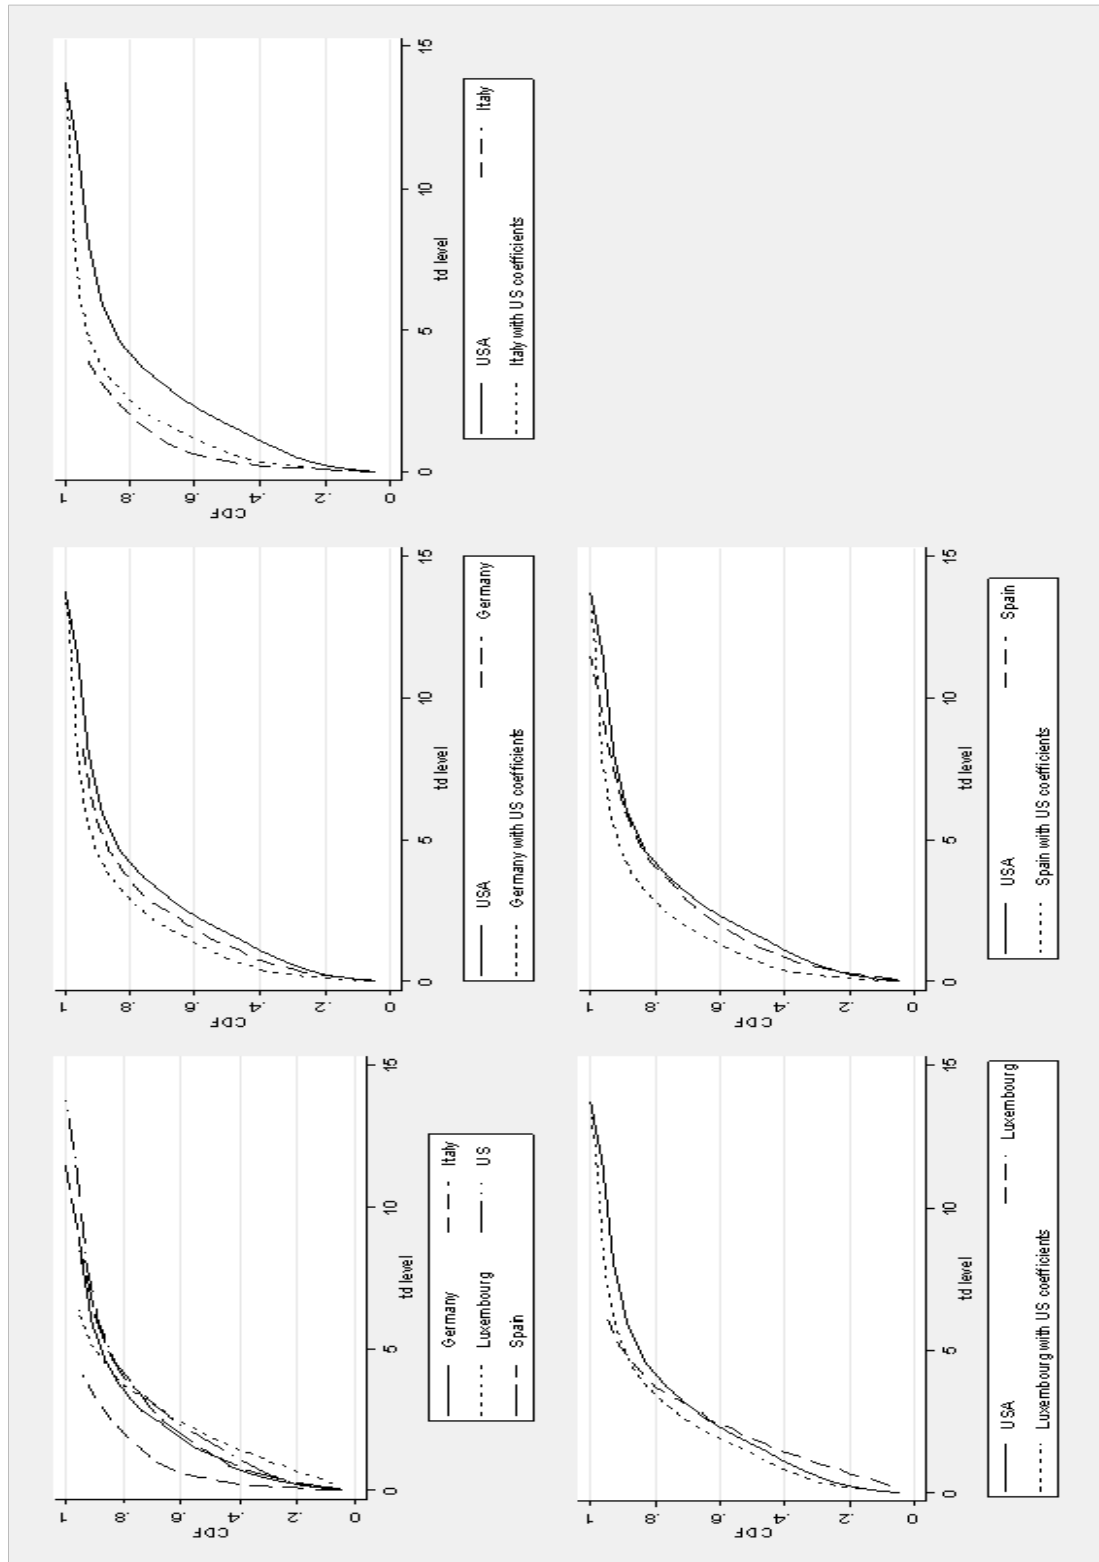 CDF
0 .2 .4 .6 .8 1
0 5 10 15
td level
Germany Italy
Luxembourg US
Spain
CDF
0 .2 .4 .6 .8 1
0 5 10 15
td level
USA Germany
Germany with US coefficients
CDF
0 .2 .4 .6 .8 1
0 5 10 15
td level
USA Italy
Italy with US coefficients
CDF
0 .2 .4 .6 .8 1
0 5 10 15
td level
USA Luxembourg
Luxembourg with US coefficients
CDF
0 .2 .4 .6 .8 1
0 5 10 15
td level
USA Spain
Spain with US coefficients